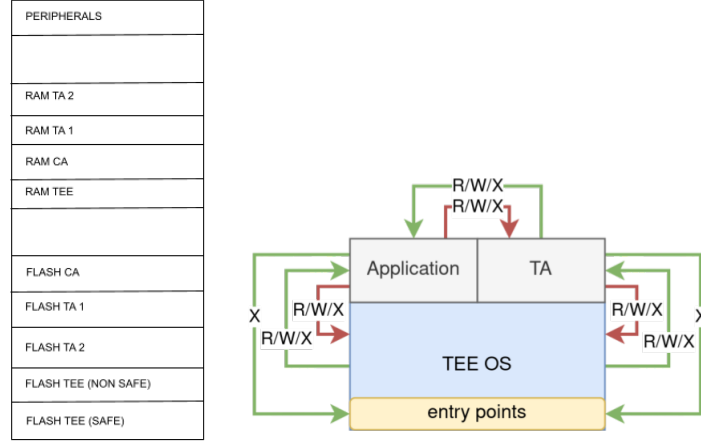 PERIPHERALS
RAM TA 2
RAM TA 1
RAM CA
RAM TEE
FLASH CA
FLASH TA 1
FLASH TA 2
FLASH TEE (NON SAFE)
FLASH TEE (SAFE)
R/W/X
R/W/X
Application
TA
R/W/X
R/W/X
X
X
R/W/X
R/W/X
TEE OS
entry points